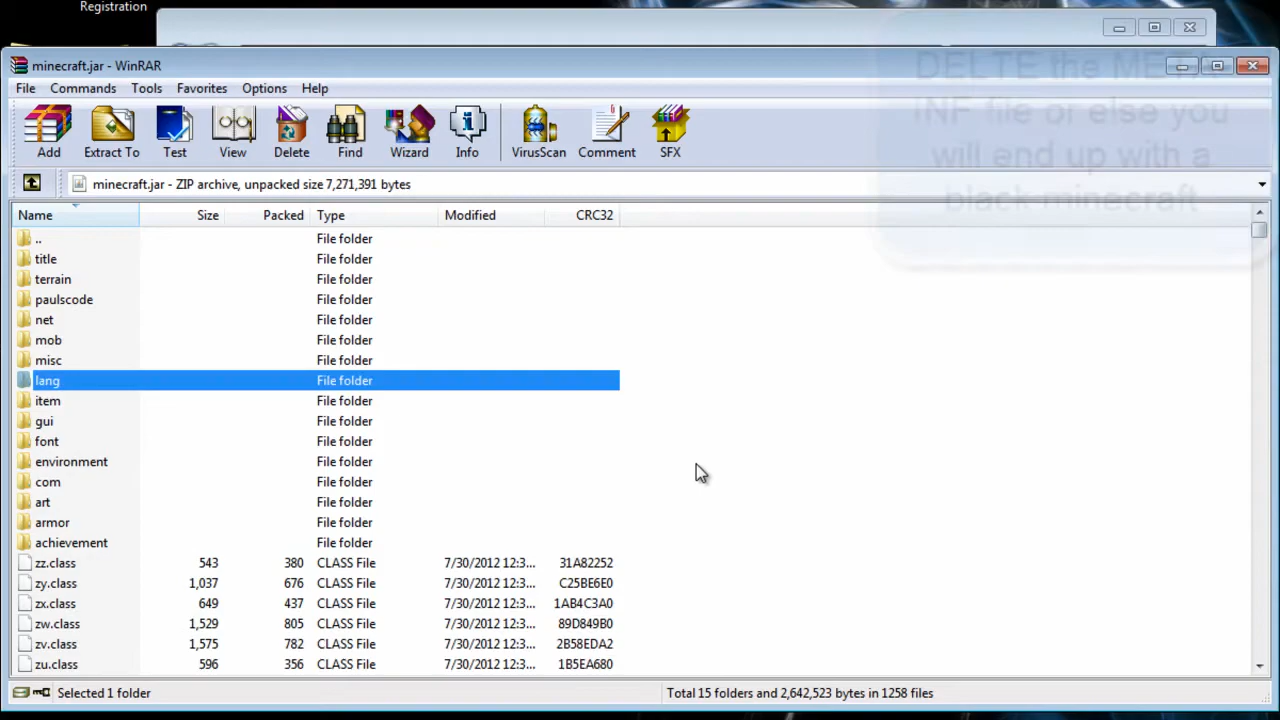 Registration
minecraft.jar - WinRAR
DELTE the META
INF file or else you
will end up with a
black minecraft
File Commands Tools Favorites Options Help
Add Extract To Test View Delete Find Wizard Info VirusScan Comment SFX
minecraft.jar - ZIP archive, unpacked size 7,271,391 bytes
Name Size Packed Type Modified CRC32
.. File folder
title File folder
terrain File folder
paulscode File folder
net File folder
mob File folder
misc File folder
lang File folder
item File folder
gui File folder
font File folder
environment File folder
com File folder
art File folder
armor File folder
achievement File folder
zz.class 543 380 CLASS File 7/30/2012 12:3... 31A82252
zy.class 1,037 676 CLASS File 7/30/2012 12:3... C25BE6E0
zx.class 649 437 CLASS File 7/30/2012 12:3... 1AB4C3A0
zw.class 1,529 805 CLASS File 7/30/2012 12:3... 89D849B0
zv.class 1,575 782 CLASS File 7/30/2012 12:3... 2B58EDA2
zu.class 596 356 CLASS File 7/30/2012 12:3... 1B5EA680
Selected 1 folder
Total 15 folders and 2,642,523 bytes in 1258 files